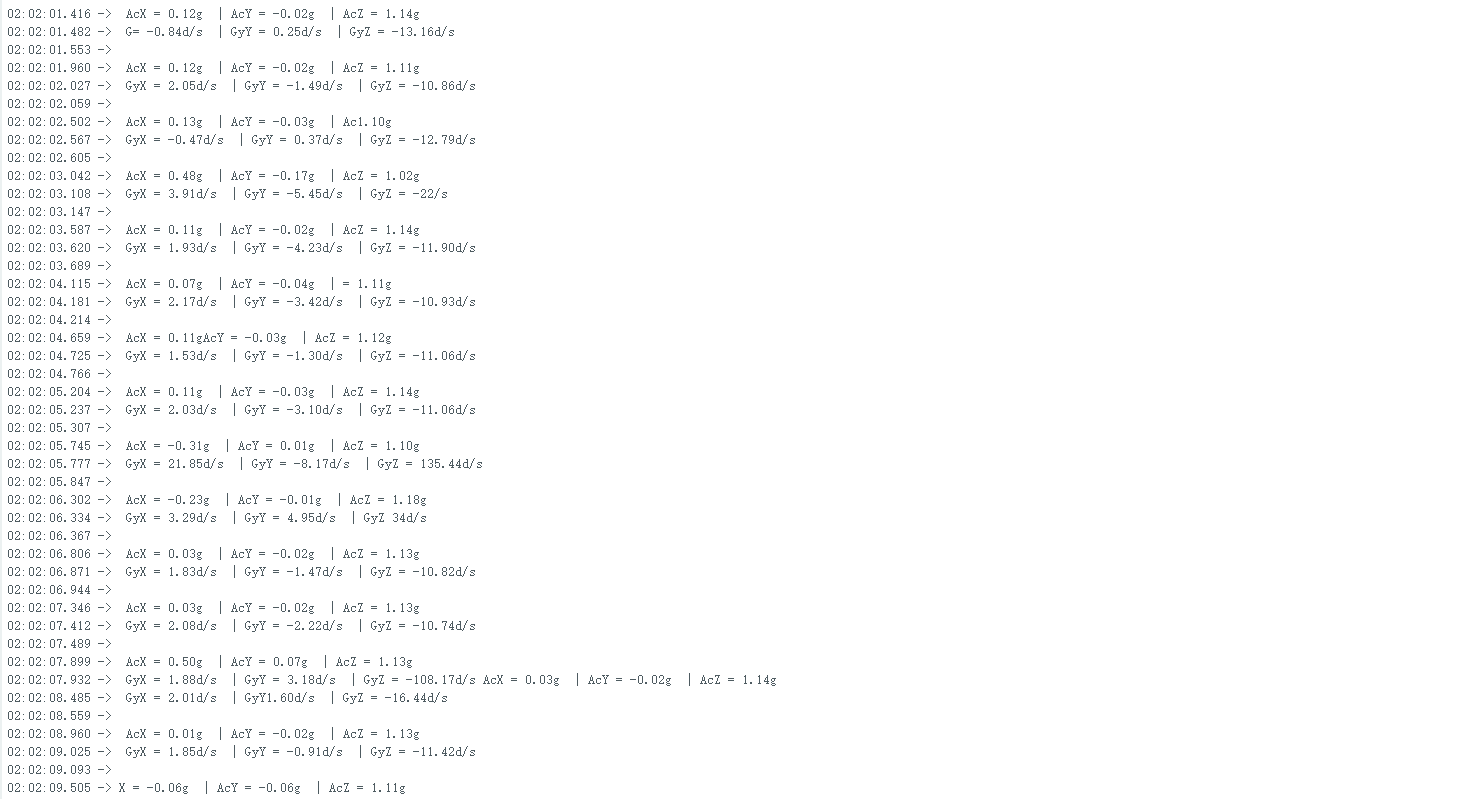 02:02:01.416 ->  AcX = 0.12g  | AcY = -0.02g  | AcZ = 1.14g
02:02:01.482 ->  G= -0.84d/s  | GyY = 0.25d/s  | GyZ = -13.16d/s
02:02:01.553 ->
02:02:01.960 ->  AcX = 0.12g  | AcY = -0.02g  | AcZ = 1.11g
02:02:02.027 ->  GyX = 2.05d/s  | GyY = -1.49d/s  | GyZ = -10.86d/s
02:02:02.059 ->
02:02:02.502 ->  AcX = 0.13g  | AcY = -0.03g  | Ac1.10g
02:02:02.567 ->  GyX = -0.47d/s  | GyY = 0.37d/s  | GyZ = -12.79d/s
02:02:02.605 ->
02:02:03.042 ->  AcX = 0.48g  | AcY = -0.17g  | AcZ = 1.02g
02:02:03.108 ->  GyX = 3.91d/s  | GyY = -5.45d/s  | GyZ = -22/s
02:02:03.147 ->
02:02:03.587 ->  AcX = 0.11g  | AcY = -0.02g  | AcZ = 1.14g
02:02:03.620 ->  GyX = 1.93d/s  | GyY = -4.23d/s  | GyZ = -11.90d/s
02:02:03.689 ->
02:02:04.115 ->  AcX = 0.07g  | AcY = -0.04g  | = 1.11g
02:02:04.181 ->  GyX = 2.17d/s  | GyY = -3.42d/s  | GyZ = -10.93d/s
02:02:04.214 ->
02:02:04.659 ->  AcX = 0.11gAcY = -0.03g  | AcZ = 1.12g
02:02:04.725 ->  GyX = 1.53d/s  | GyY = -1.30d/s  | GyZ = -11.06d/s
02:02:04.766 ->
02:02:05.204 ->  AcX = 0.11g  | AcY = -0.03g  | AcZ = 1.14g
02:02:05.237 ->  GyX = 2.03d/s  | GyY = -3.10d/s  | GyZ = -11.06d/s
02:02:05.307 ->
02:02:05.745 ->  AcX = -0.31g  | AcY = 0.01g  | AcZ = 1.10g
02:02:05.777 ->  GyX = 21.85d/s  | GyY = -8.17d/s  | GyZ = 135.44d/s
02:02:05.847 ->
02:02:06.302 ->  AcX = -0.23g  | AcY = -0.01g  | AcZ = 1.18g
02:02:06.334 ->  GyX = 3.29d/s  | GyY = 4.95d/s  | GyZ 34d/s
02:02:06.367 ->
02:02:06.806 ->  AcX = 0.03g  | AcY = -0.02g  | AcZ = 1.13g
02:02:06.871 ->  GyX = 1.83d/s  | GyY = -1.47d/s  | GyZ = -10.82d/s
02:02:06.944 ->
02:02:07.346 ->  AcX = 0.03g  | AcY = -0.02g  | AcZ = 1.13g
02:02:07.412 ->  GyX = 2.08d/s  | GyY = -2.22d/s  | GyZ = -10.74d/s
02:02:07.489 ->
02:02:07.899 ->  AcX = 0.50g  | AcY = 0.07g  | AcZ = 1.13g
02:02:07.932 ->  GyX = 1.88d/s  | GyY = 3.18d/s  | GyZ = -108.17d/s AcX = 0.03g  | AcY = -0.02g  | AcZ = 1.14g
02:02:08.485 ->  GyX = 2.01d/s  | GyY1.60d/s  | GyZ = -16.44d/s
02:02:08.559 ->
02:02:08.960 ->  AcX = 0.01g  | AcY = -0.02g  | AcZ = 1.13g
02:02:09.025 ->  GyX = 1.85d/s  | GyY = -0.91d/s  | GyZ = -11.42d/s
02:02:09.093 ->
02:02:09.505 -> X = -0.06g  | AcY = -0.06g  | AcZ = 1.11g